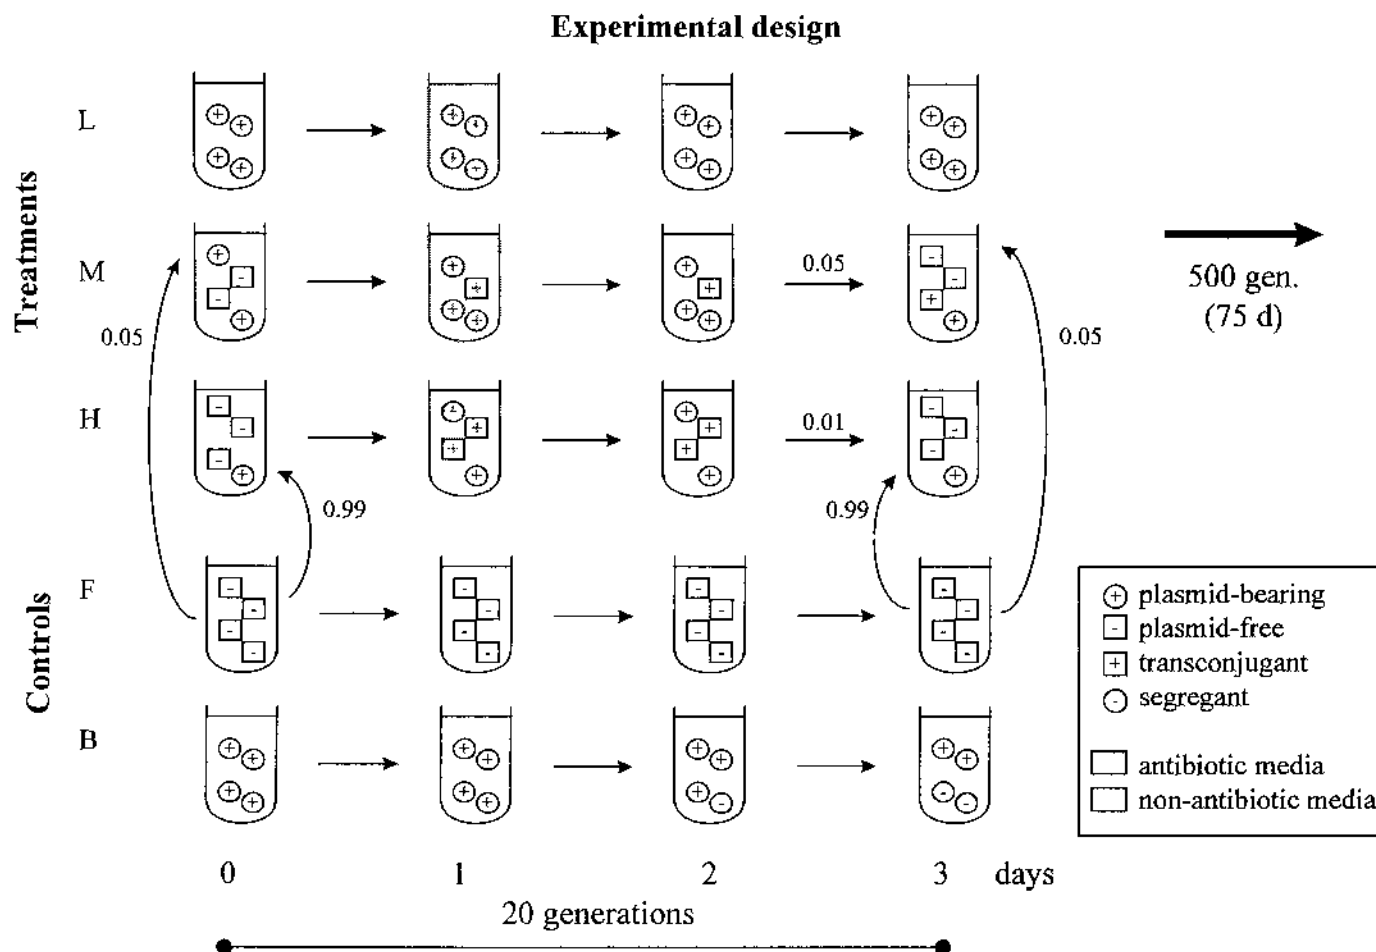 Experimental design
Treatments
L
M
0.05
0.05
0.05
500 gen.
(75 d)
H
0.01
0.99
0.99
Controls
F
B
plasmid-bearing
plasmid-free
transconjugant
segregant
antibiotic media
non-antibiotic media
0 1 2 3 days
20 generations